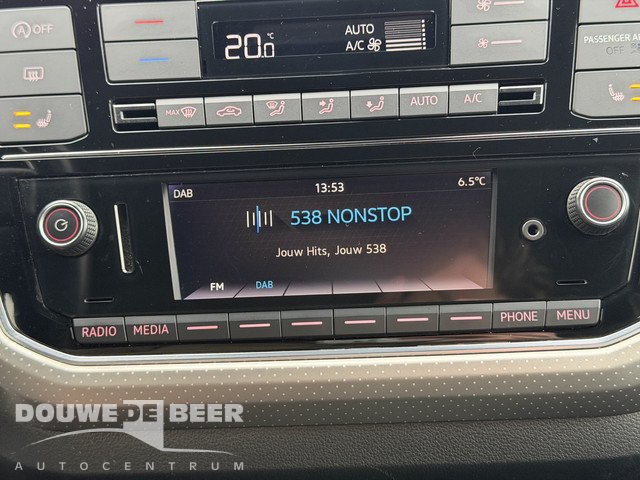 OFF
20.0 °C
AUTO
A/C
PASSENGER A
OFF
MAX
AUTO
A/C
DAB 13:53 6.5°C
538 NONSTOP
Jouw Hits, Jouw 538
FM DAB
RADIO MEDIA PHONE MENU
DOUWE DE BEER
AUTOCENTRUM